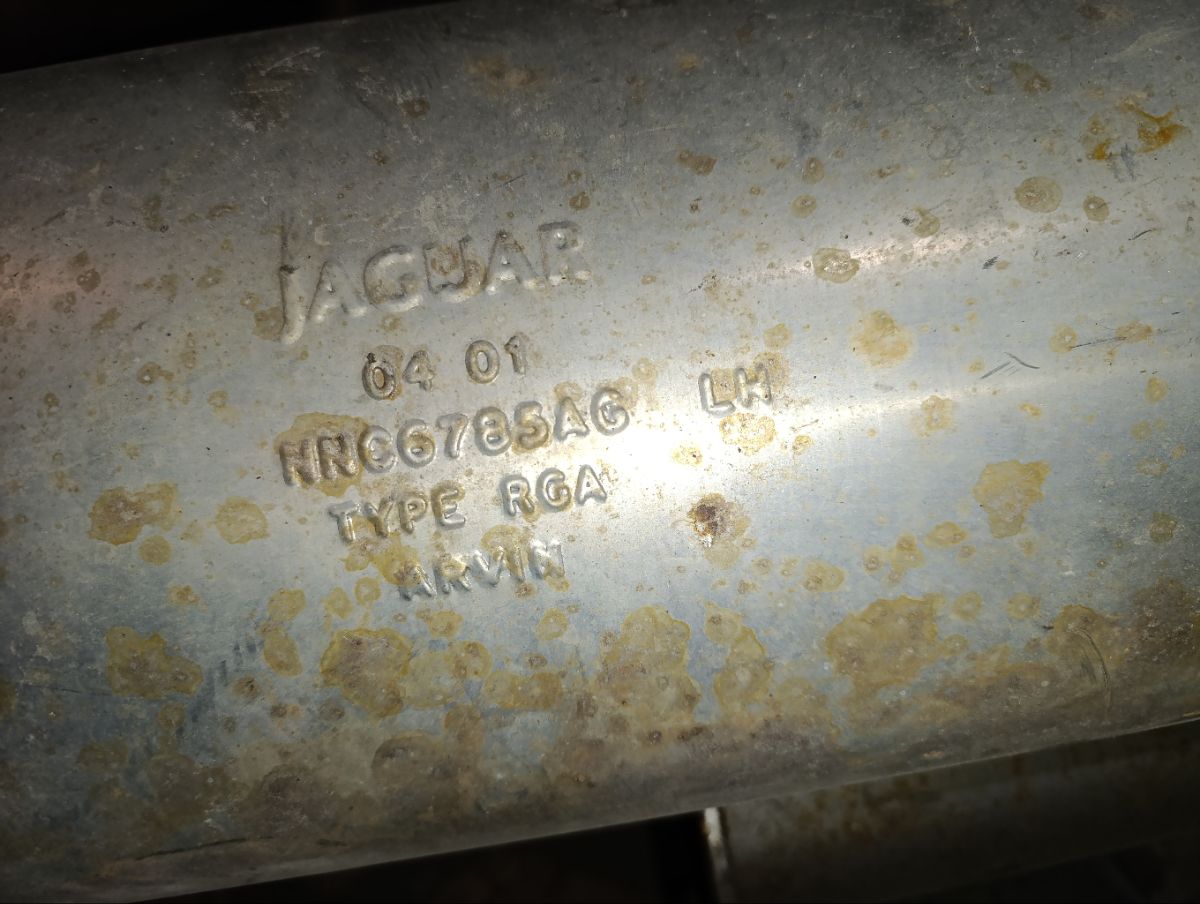 JAGUAR
04 01
NNC6785AG LH
TYPE RGA
ARVIN